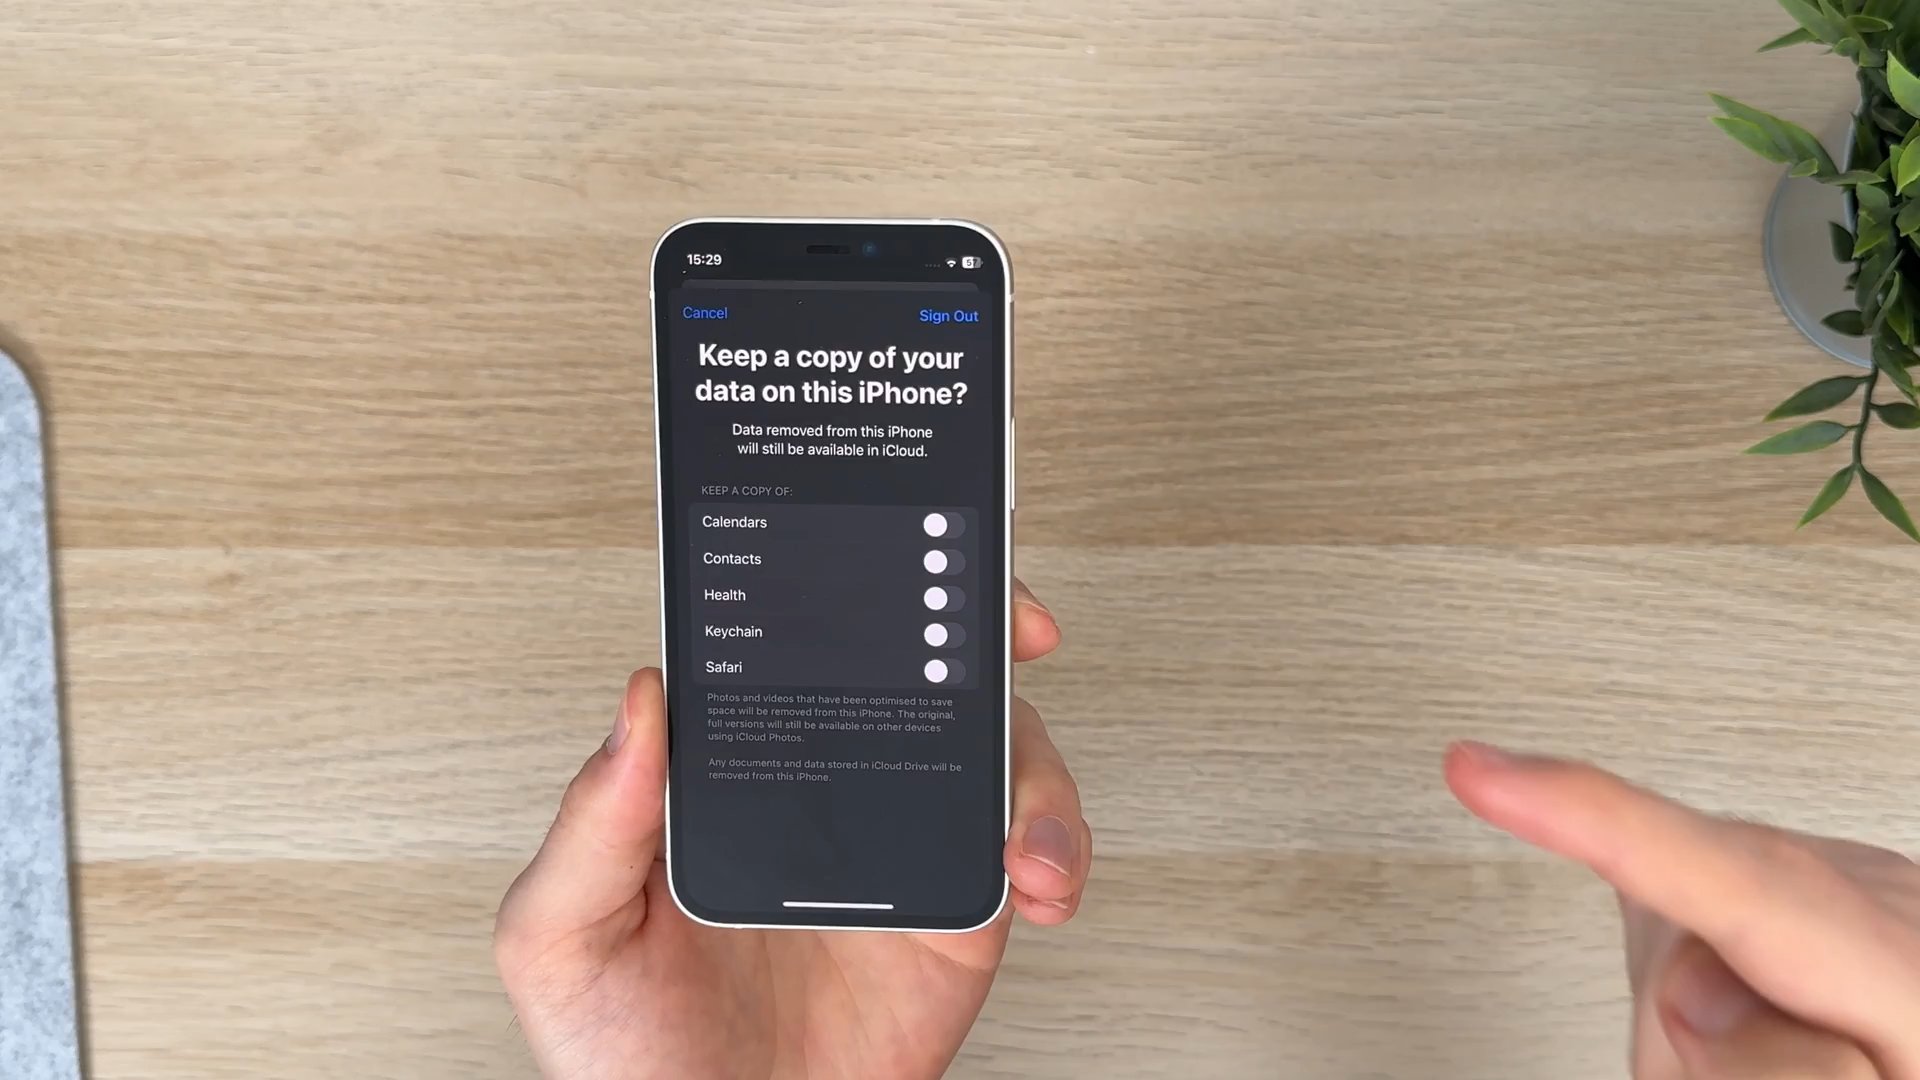 15:29
57
Cancel
Sign Out
Keep a copy of your
data on this iPhone?
Data removed from this iPhone
will still be available in iCloud.
KEEP A COPY OF:
Calendars
Contacts
Health
Keychain
Safari
Photos and videos that have been optimised to save
space will be removed from this iPhone. The original,
full versions will still be available on other devices
using iCloud Photos.
Any documents and data stored in iCloud Drive will be
removed from this iPhone.